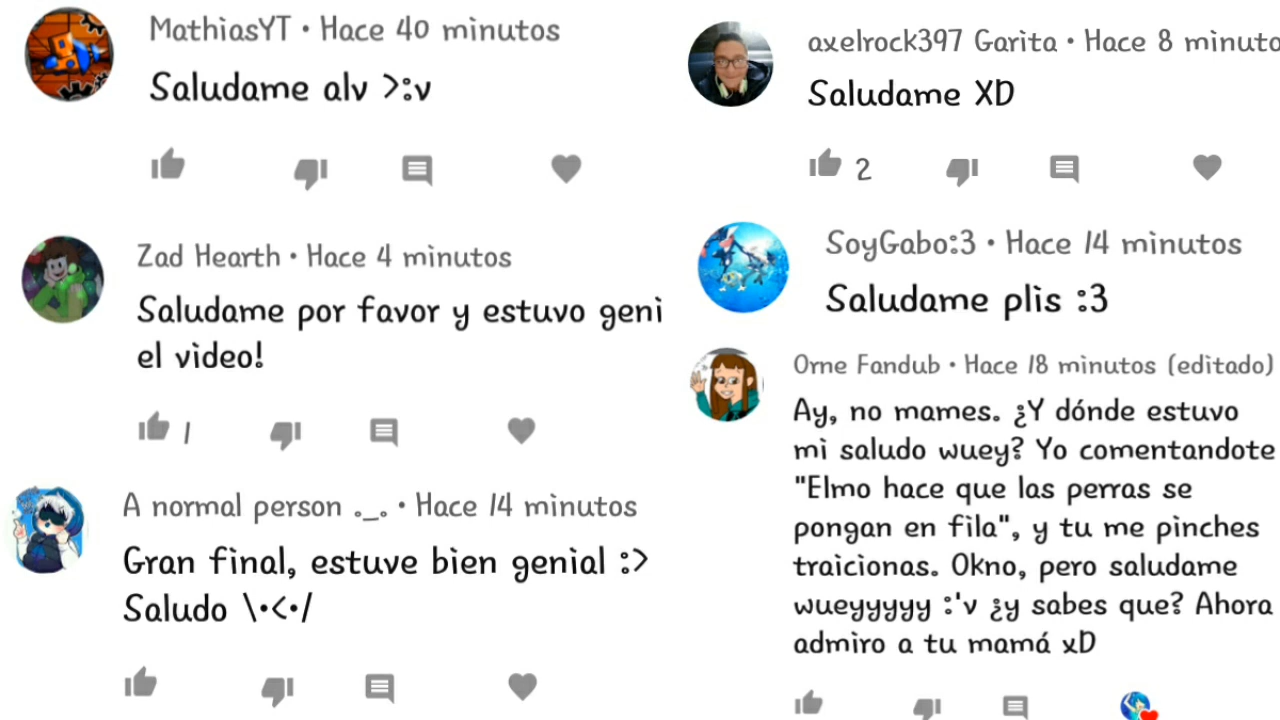 MathiasYT • Hace 40 minutos
Saludame alv >:v
Zad Hearth • Hace 4 minutos
Saludame por favor y estuvo geni
el video!
1
A normal person ._. • Hace 14 minutos
Gran final, estuve bien genial :>
Saludo \•<•/
axelrock397 Garita • Hace 8 minuto
Saludame XD
2
SoyGabo:3 • Hace 14 minutos
Saludame plis :3
Orne Fandub • Hace 18 minutos (editado)
Ay, no mames. ¿Y dónde estuvo
mi saludo wuey? Yo comentandote
"Elmo hace que las perras se
pongan en fila", y tu me pinches
traicionas. Okno, pero saludame
wueyyyyy :'v ¿y sabes que? Ahora
admiro a tu mamá xD